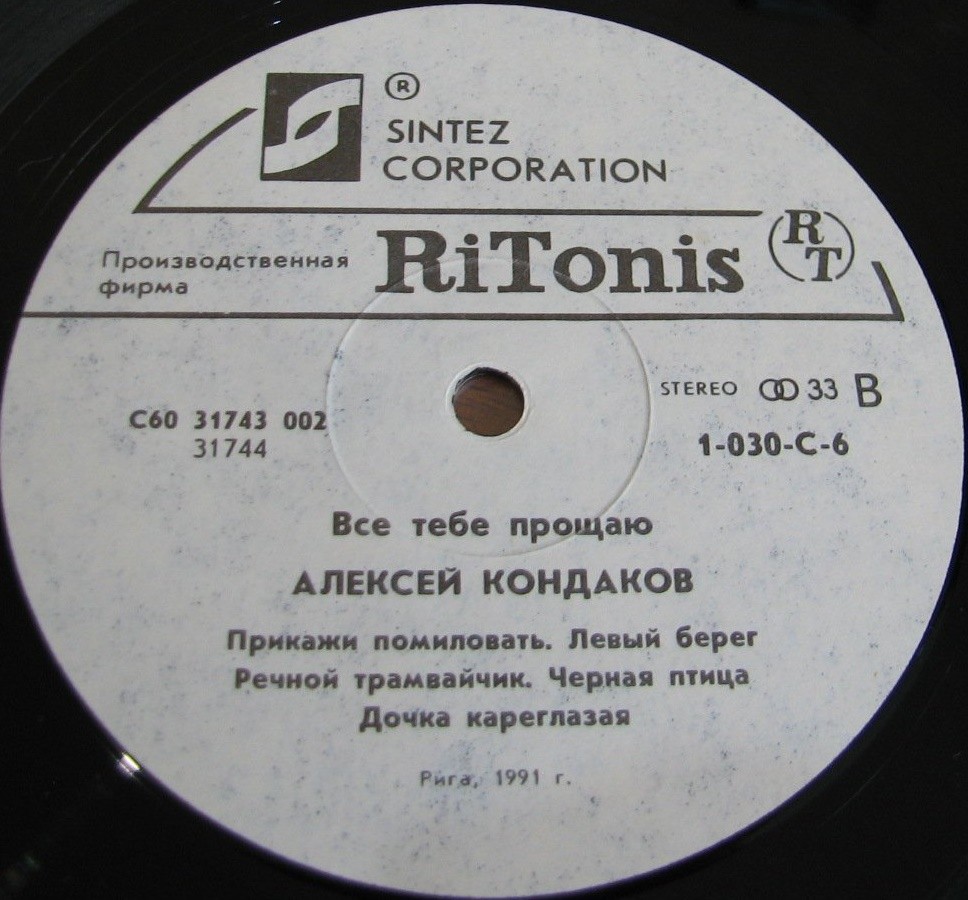 ®
SINTEZ
CORPORATION
Производственная
фирма
RiTonis
RT
STEREO 33 B
С60 31743 002
31744
1-030-С-6
Все тебе прощаю
АЛЕКСЕЙ КОНДАКОВ
Прикажи помиловать. Левый берег
Речной трамвайчик. Черная птица
Дочка кареглазая
Рига, 1991 г.